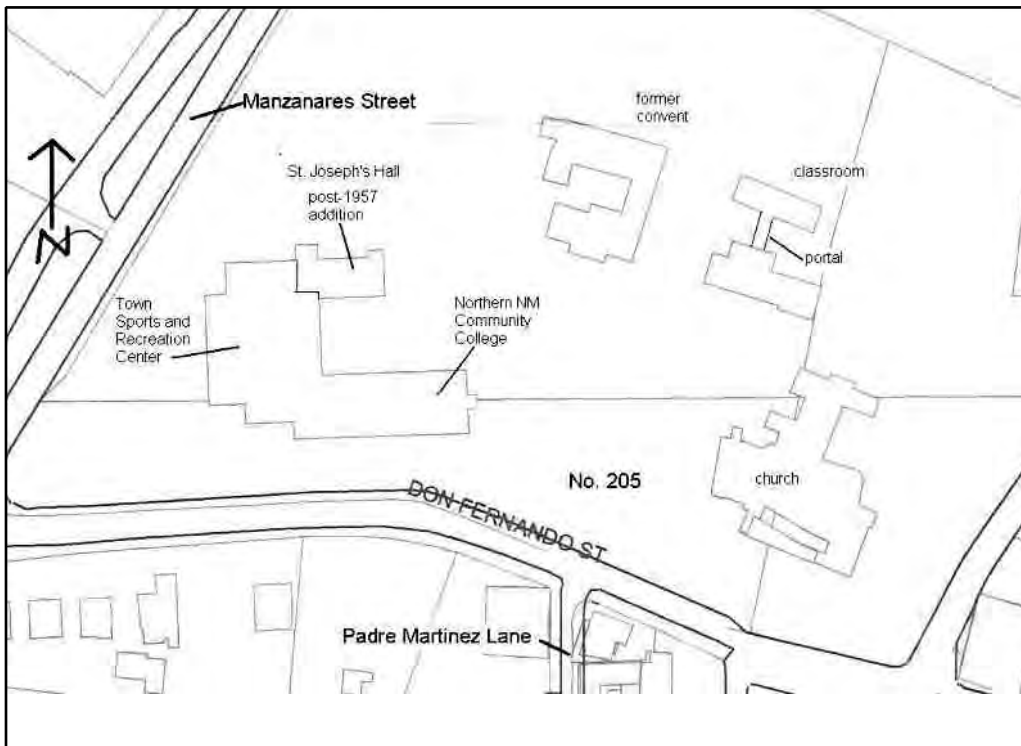 Manzanares Street
former
convent
St. Joseph's Hall
post-1957
addition
classroom
N
portal
Town
Sports and
Recreation
Center
Northern NM
Community
College
No. 205
church
DON FERNANDO ST
Padre Martinez Lane